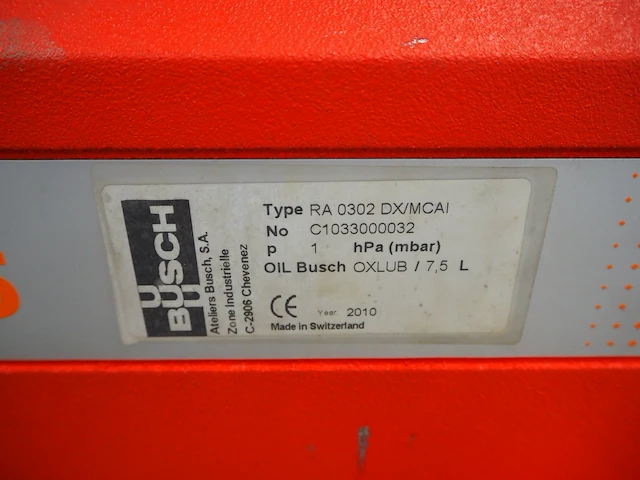 BUSCH
Ateliers Busch, S.A.
Zone Industrielle
C-2906 Chevenez
Type RA 0302 DX/MCAI
No C1033000032
p 1 hPa (mbar)
OIL Busch OXLUB / 7,5 L
CE Year 2010
Made in Switzerland